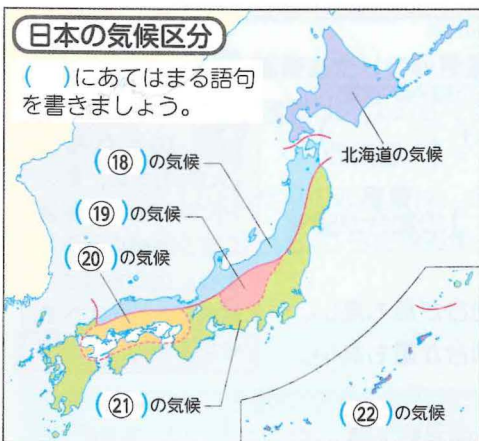 日本の気候区分
( )にあてはまる語句
を書きましょう。
北海道の気候
(⑱)の気候
(⑲)の気候
(⑳)の気候
(㉑)の気候
(㉒)の気候